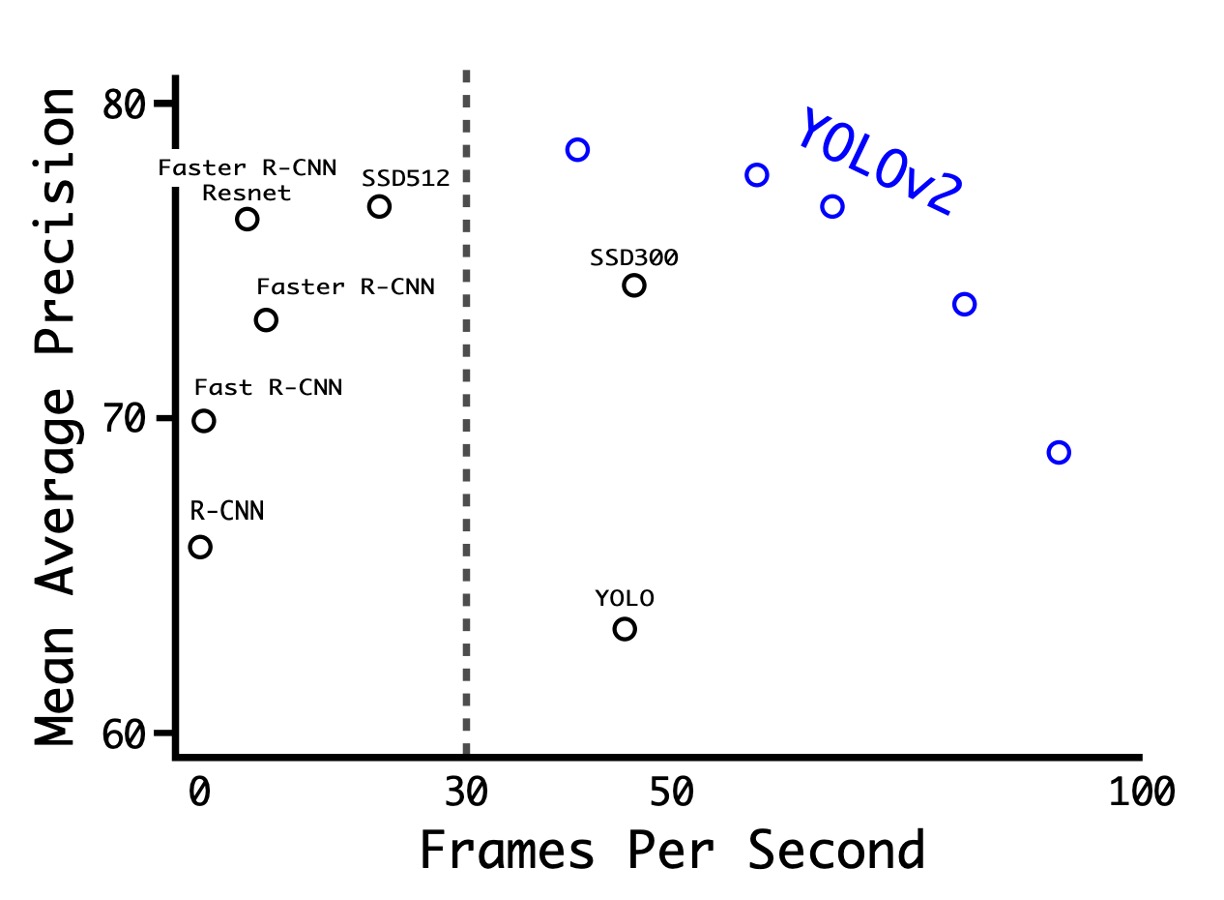 Mean Average Precision
80
70
60
Faster R-CNN
Resnet
SSD512
YOLOv2
SSD300
Faster R-CNN
Fast R-CNN
R-CNN
YOLO
0 30 50 100
Frames Per Second